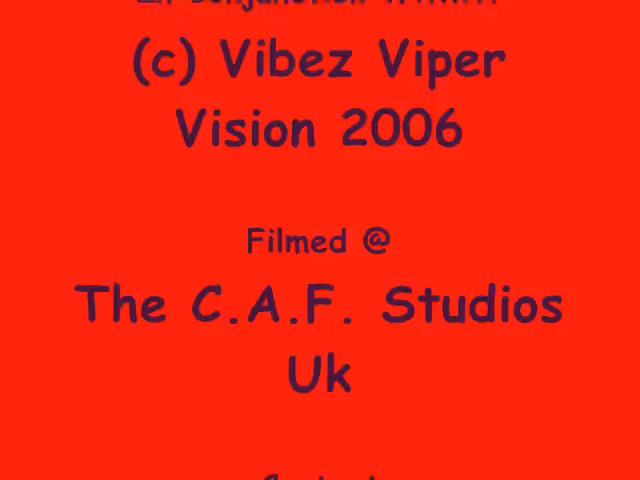 (c) Vibez Viper
Vision 2006
Filmed @
The C.A.F. Studios
Uk